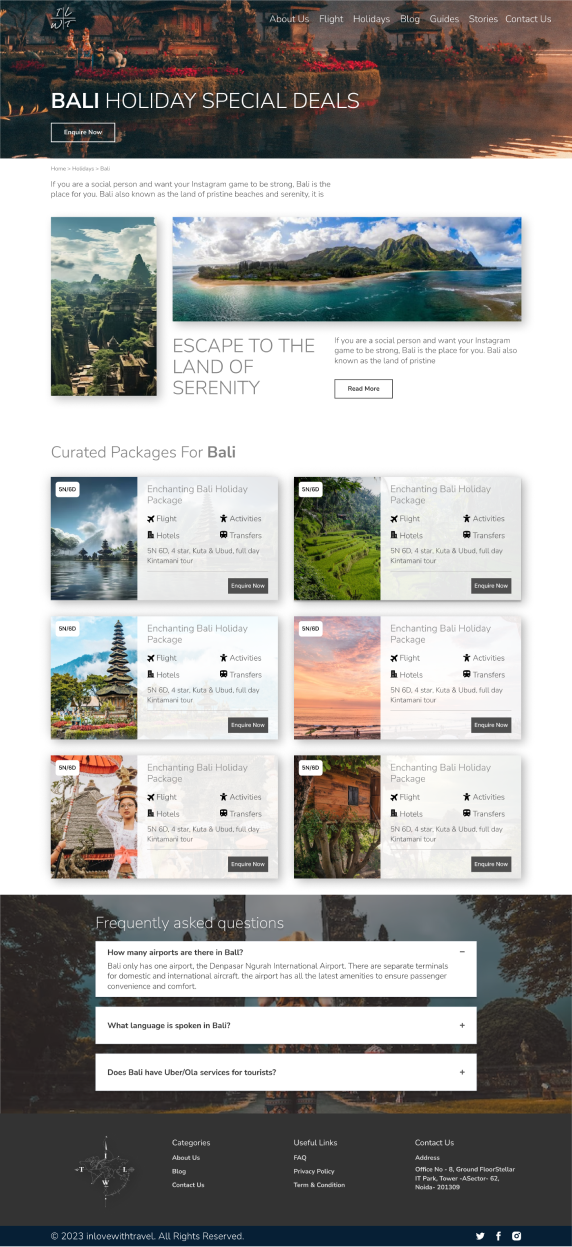 I L
W T
About Us Flight Holidays Blog Guides Stories Contact Us
BALI HOLIDAY SPECIAL DEALS
Enquire Now
Home > Holidays > Bali
If you are a social person and want your Instagram game to be strong, Bali is the
place for you. Bali also known as the land of pristine beaches and serenity, it is
ESCAPE TO THE
LAND OF
SERENITY
If you are a social person and want your Instagram
game to be strong, Bali is the place for you. Bali also
known as the land of pristine
Read More
Curated Packages For Bali
5N/6D
Enchanting Bali Holiday
Package
Flight Activities
Hotels Transfers
5N 6D, 4 star, Kuta & Ubud, full day
Kintamani tour
Enquire Now
5N/6D
Enchanting Bali Holiday
Package
Flight Activities
Hotels Transfers
5N 6D, 4 star, Kuta & Ubud, full day
Kintamani tour
Enquire Now
5N/6D
Enchanting Bali Holiday
Package
Flight Activities
Hotels Transfers
5N 6D, 4 star, Kuta & Ubud, full day
Kintamani tour
Enquire Now
5N/6D
Enchanting Bali Holiday
Package
Flight Activities
Hotels Transfers
5N 6D, 4 star, Kuta & Ubud, full day
Kintamani tour
Enquire Now
5N/6D
Enchanting Bali Holiday
Package
Flight Activities
Hotels Transfers
5N 6D, 4 star, Kuta & Ubud, full day
Kintamani tour
Enquire Now
5N/6D
Enchanting Bali Holiday
Package
Flight Activities
Hotels Transfers
5N 6D, 4 star, Kuta & Ubud, full day
Kintamani tour
Enquire Now
Frequently asked questions
How many airports are there in Ball? −
Bali only has one airport, the Denpasar Ngurah International Airport. There are separate terminals
for domestic and international aircraft. the airport has all the latest amenities to ensure passenger
convenience and comfort.
What language is spoken in Bali? +
Does Bali have Uber/Ola services for tourists? +
I
T L
W
Categories
About Us
Blog
Contact Us
Useful Links
FAQ
Privacy Policy
Term & Condition
Contact Us
Address
Office No - 8, Ground FloorStellar
IT Park, Tower -ASector- 62,
Noida- 201309
© 2023 inlovewithtravel. All Rights Reserved.